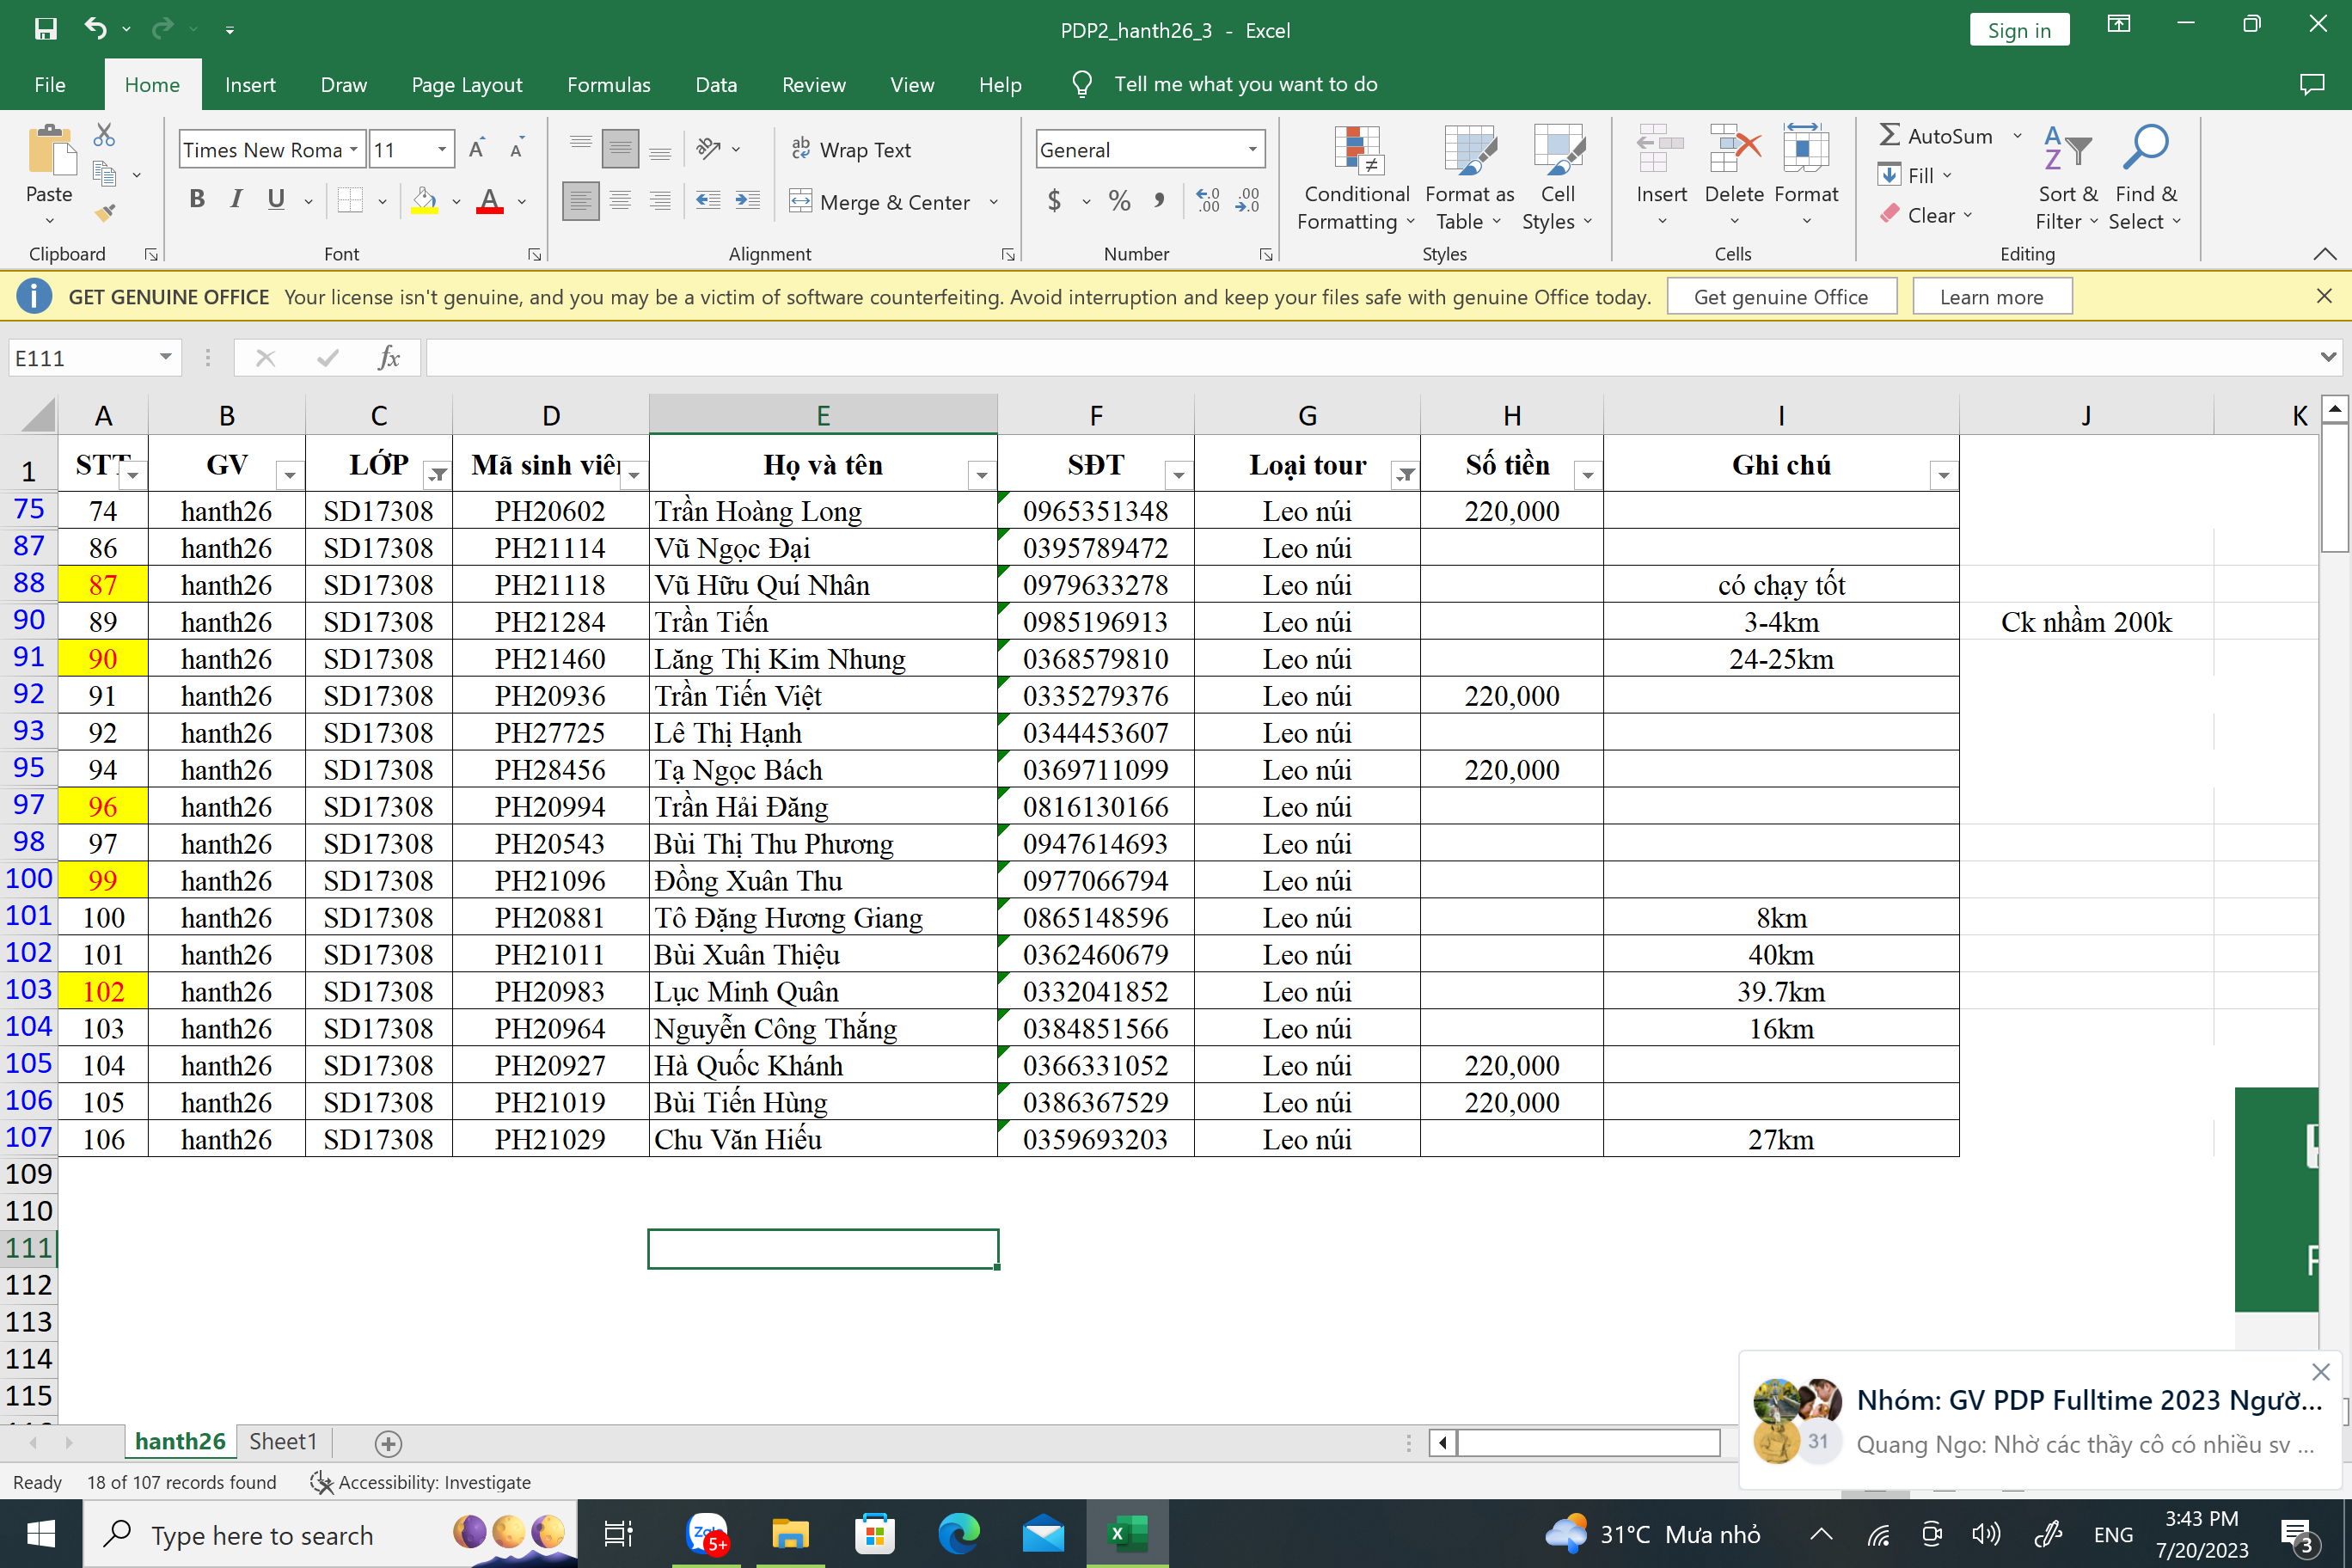 PDP2_hanth26_3 - Excel
Sign in
File Home Insert Draw Page Layout Formulas Data Review View Help Tell me what you want to do
Times New Roma 11
Wrap Text
General
AutoSum
Paste
Merge & Center
Conditional Formatting
Format as Table
Cell Styles
Insert
Delete
Format
Fill
Clear
Sort & Filter
Find & Select
Clipboard Font Alignment Number Styles Cells Editing
GET GENUINE OFFICE Your license isn't genuine, and you may be a victim of software counterfeiting. Avoid interruption and keep your files safe with genuine Office today. Get genuine Office Learn more
E111 fx
A B C D E F G H I J K
1 STT GV LỚP Mã sinh viên Họ và tên SĐT Loại tour Số tiền Ghi chú
75 74 hanth26 SD17308 PH20602 Trần Hoàng Long 0965351348 Leo núi 220,000
87 86 hanth26 SD17308 PH21114 Vũ Ngọc Đại 0395789472 Leo núi
88 87 hanth26 SD17308 PH21118 Vũ Hữu Quí Nhân 0979633278 Leo núi có chạy tốt
90 89 hanth26 SD17308 PH21284 Trần Tiến 0985196913 Leo núi 3-4km Ck nhầm 200k
91 90 hanth26 SD17308 PH21460 Lăng Thị Kim Nhung 0368579810 Leo núi 24-25km
92 91 hanth26 SD17308 PH20936 Trần Tiến Việt 0335279376 Leo núi 220,000
93 92 hanth26 SD17308 PH27725 Lê Thị Hạnh 0344453607 Leo núi
95 94 hanth26 SD17308 PH28456 Tạ Ngọc Bách 0369711099 Leo núi 220,000
97 96 hanth26 SD17308 PH20994 Trần Hải Đăng 0816130166 Leo núi
98 97 hanth26 SD17308 PH20543 Bùi Thị Thu Phương 0947614693 Leo núi
100 99 hanth26 SD17308 PH21096 Đồng Xuân Thu 0977066794 Leo núi
101 100 hanth26 SD17308 PH20881 Tô Đặng Hương Giang 0865148596 Leo núi 8km
102 101 hanth26 SD17308 PH21011 Bùi Xuân Thiệu 0362460679 Leo núi 40km
103 102 hanth26 SD17308 PH20983 Lục Minh Quân 0332041852 Leo núi 39.7km
104 103 hanth26 SD17308 PH20964 Nguyễn Công Thắng 0384851566 Leo núi 16km
105 104 hanth26 SD17308 PH20927 Hà Quốc Khánh 0366331052 Leo núi 220,000
106 105 hanth26 SD17308 PH21019 Bùi Tiến Hùng 0386367529 Leo núi 220,000
107 106 hanth26 SD17308 PH21029 Chu Văn Hiếu 0359693203 Leo núi 27km
109
110
111
112
113
114
115
Nhóm: GV PDP Fulltime 2023 Ngườ...
31 Quang Ngo: Nhờ các thầy cô có nhiều sv ...
hanth26 Sheet1
Ready 18 of 107 records found Accessibility: Investigate
Type here to search
Zalo 5+
31°C Mưa nhỏ
ENG
3:43 PM
7/20/2023
3